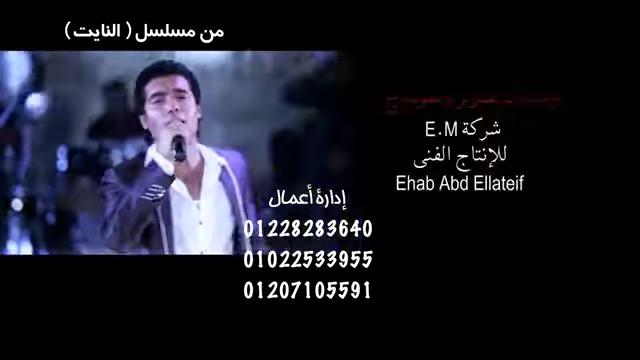 من مسلسل ( النايت )
شركة E.M
للإنتاج الفنى
Ehab Abd Ellateif
إدارة أعمال
01228283640
01022533955
01207105591